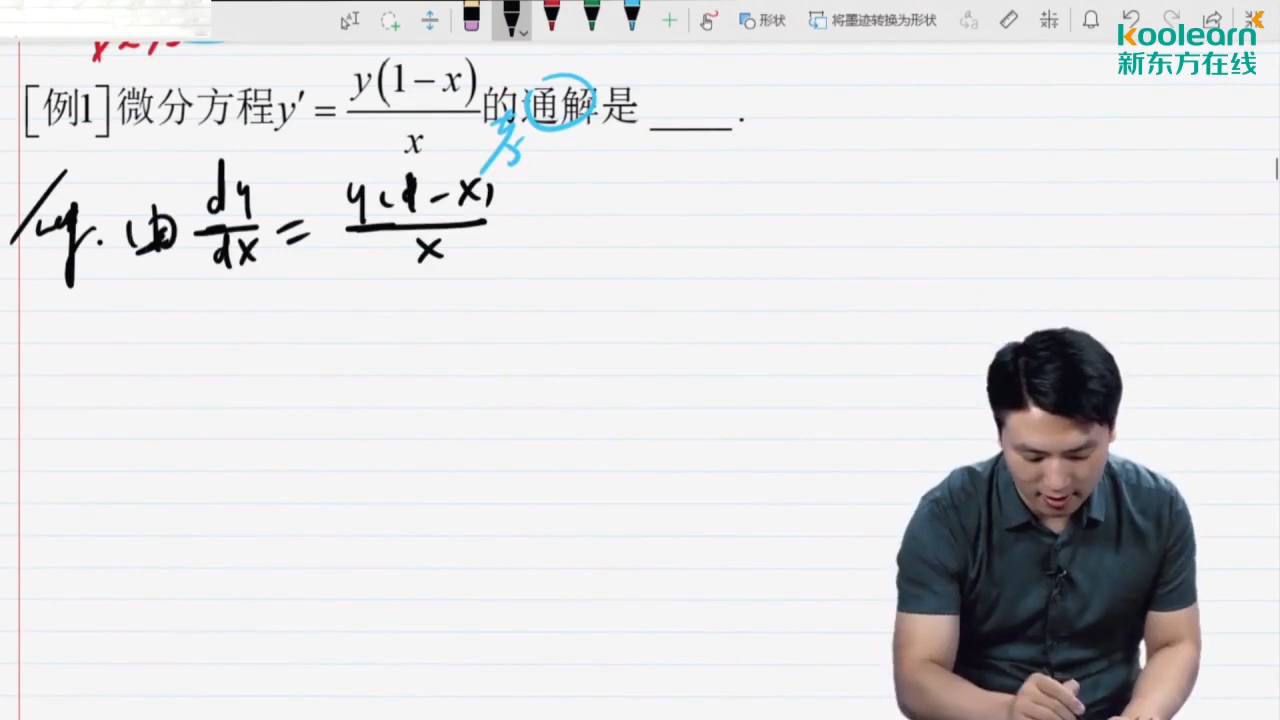 形状 将墨迹转换为形状
koolearn
新东方在线
[例1]微分方程y′ = y(1−x)/x 的通解是 ____.
由 dy/dx = y(1−x)/x